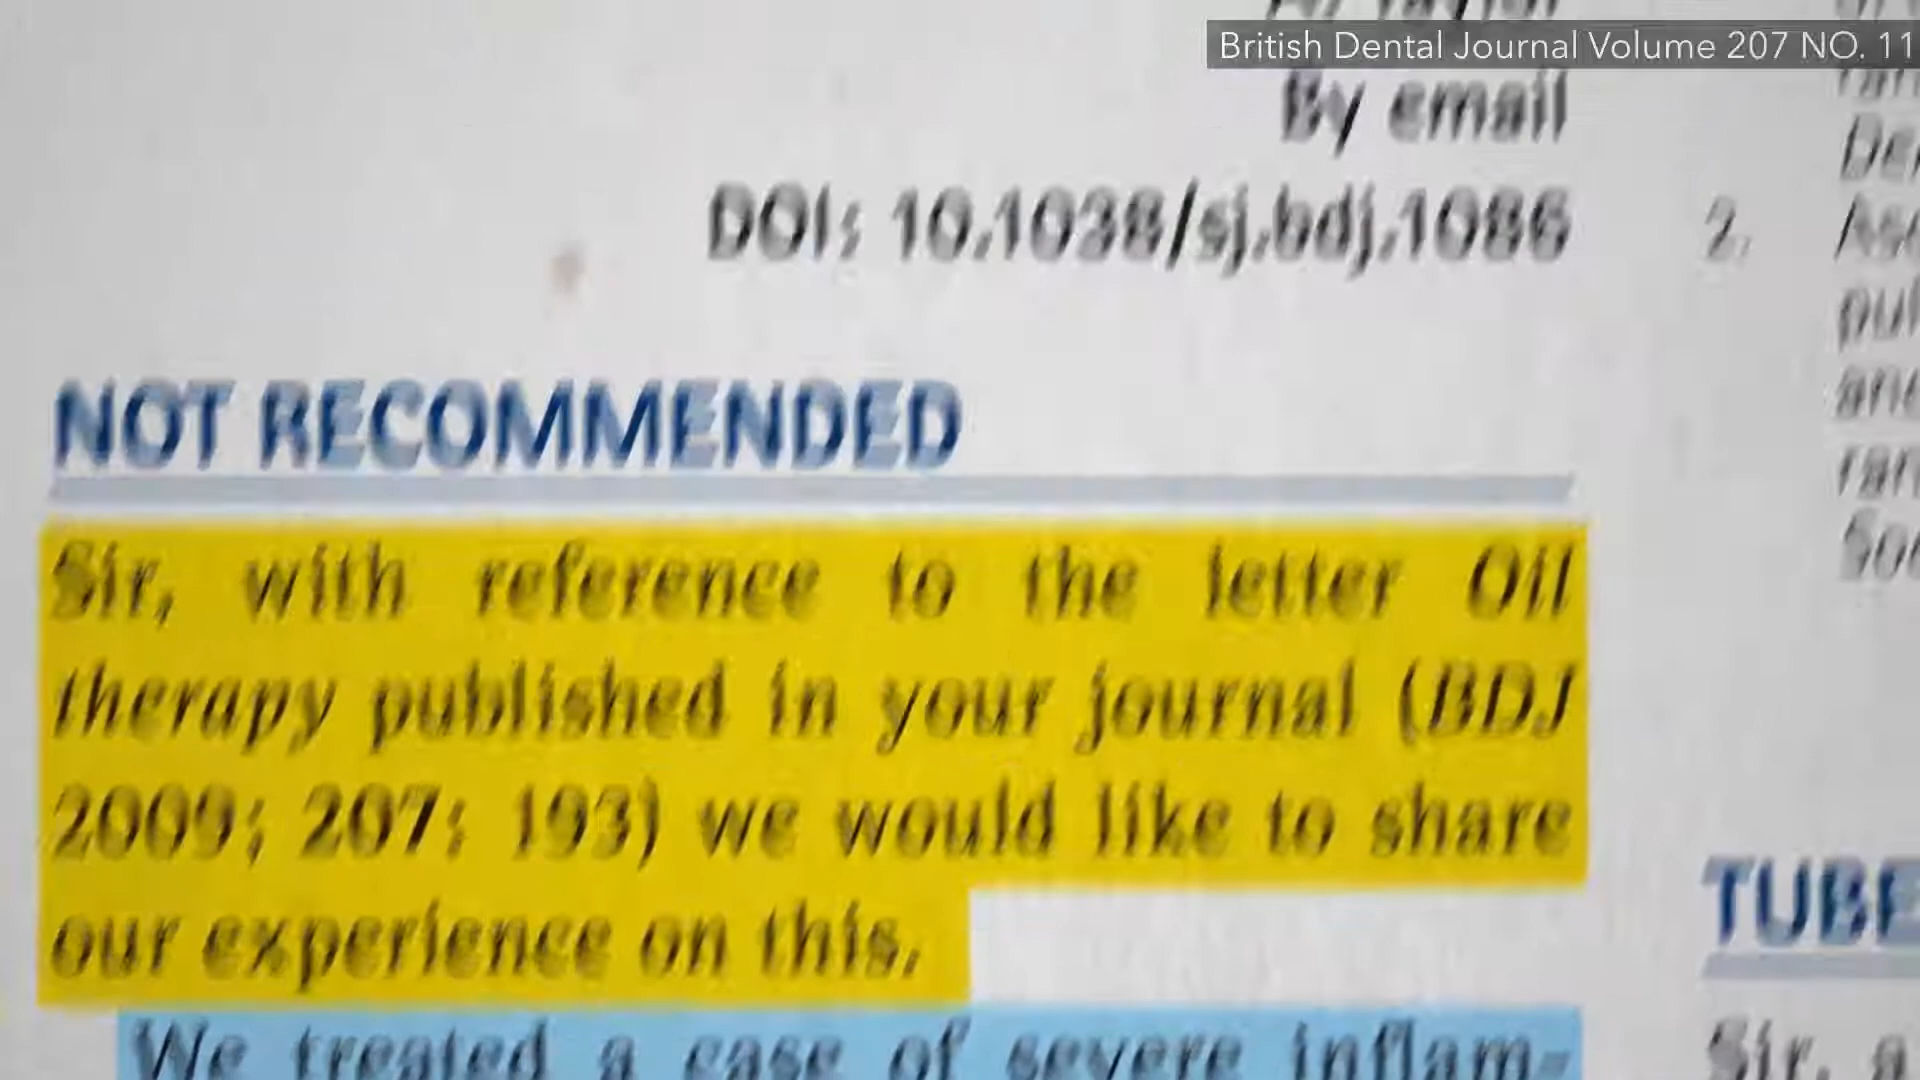 British Dental Journal Volume 207 NO. 11
By email
DOI: 10.1038/sj.bdj.1086
NOT RECOMMENDED
Sir, with reference to the letter Oil
therapy published in your journal (BDJ
2009; 207: 193) we would like to share
our experience on this.
We treated a case of severe inflam-
2.
TUBE
Sir, a